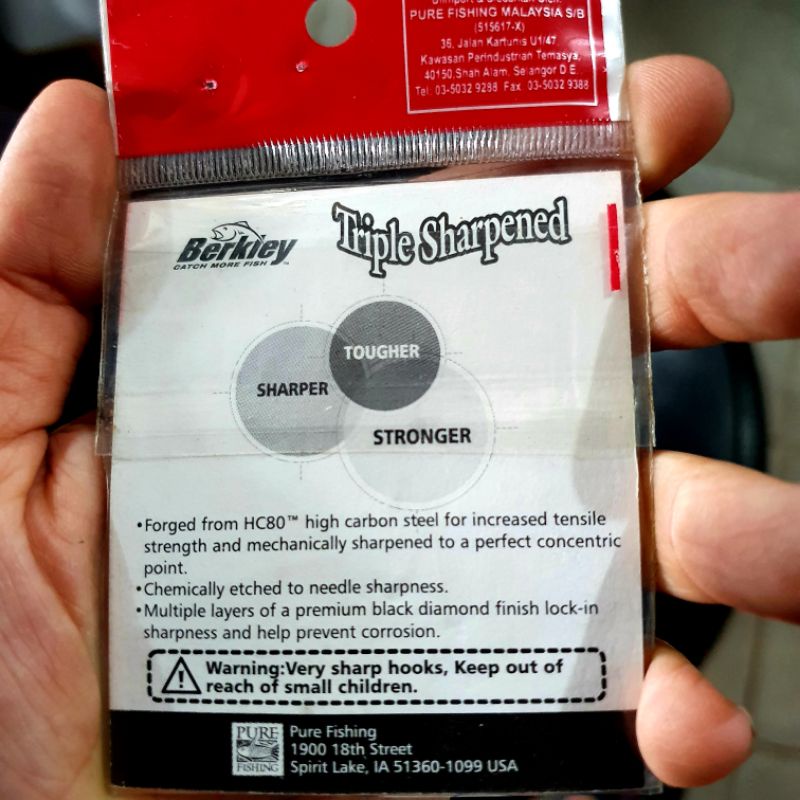 PURE FISHING MALAYSIA S/B
(515617-X)
36, Jalan Kartunis U1/47
Kawasan Perindustrian Temasya,
40150 Shah Alam, Selangor D.E.
Tel: 03-5032 9288 Fax 03-5032 9388
Berkley
CATCH MORE FISH™
Triple Sharpened
TOUGHER
SHARPER
STRONGER
•Forged from HC80™ high carbon steel for increased tensile
strength and mechanically sharpened to a perfect concentric
point.
•Chemically etched to needle sharpness.
•Multiple layers of a premium black diamond finish lock-in
sharpness and help prevent corrosion.
Warning:Very sharp hooks, Keep out of
reach of small children.
PURE
FISHING
Pure Fishing
1900 18th Street
Spirit Lake, IA 51360-1099 USA